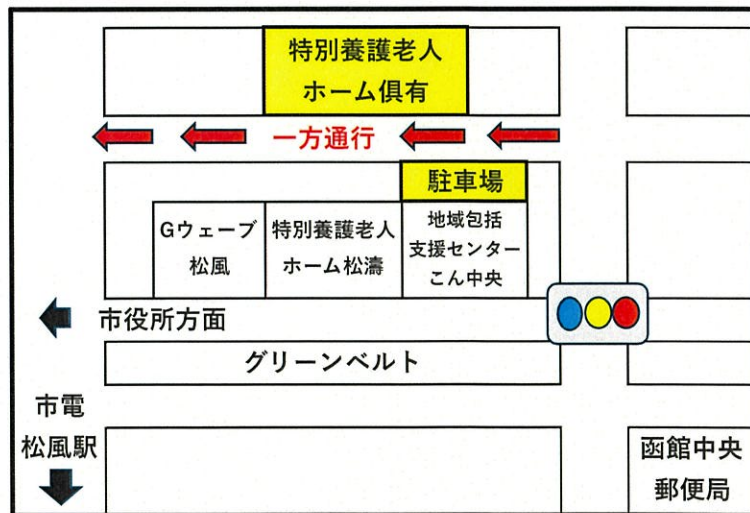 特別養護老人
ホーム倶有
一方通行
駐車場
Gウェーブ
松風
特別養護老人
ホーム松濤
地域包括
支援センター
こん中央
市役所方面
グリーンベルト
市電
松風駅
函館中央
郵便局